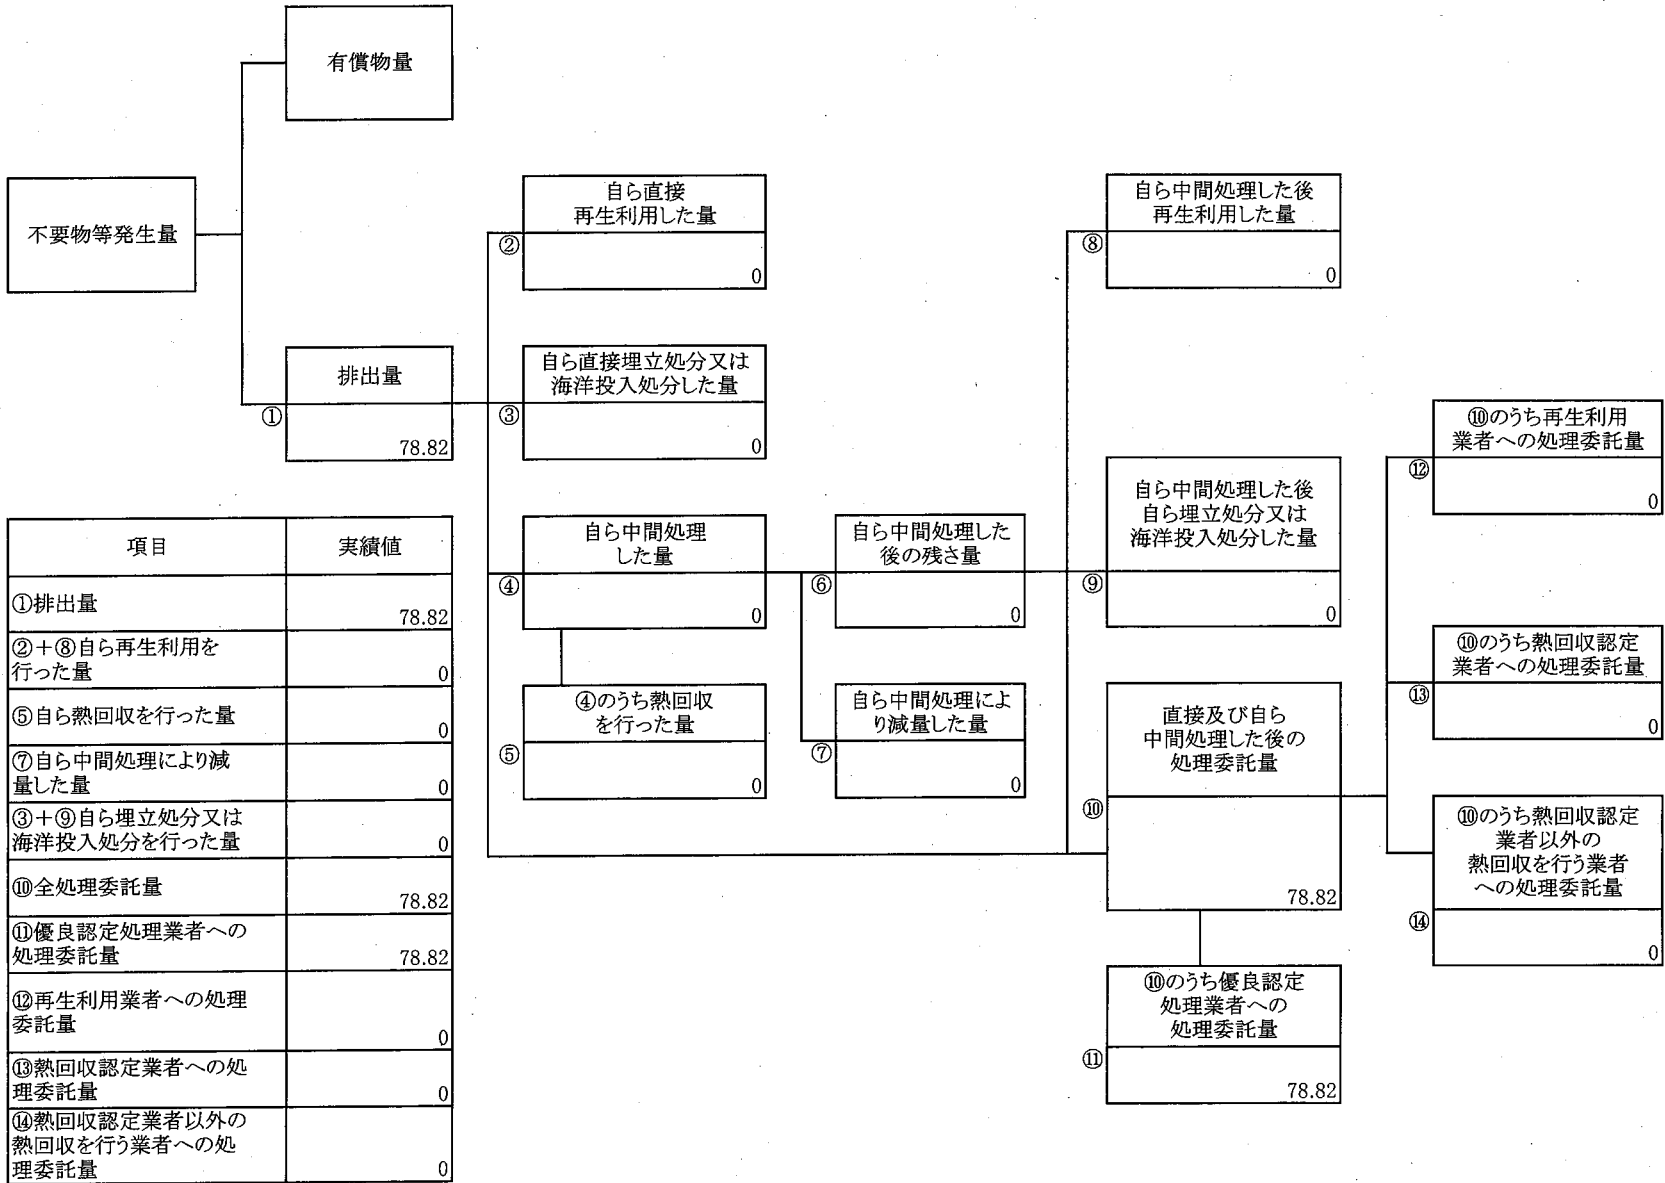 有償物量
不要物等発生量
自ら直接
再生利用した量
②
0
自ら中間処理した後
再生利用した量
⑧
0
排出量
①
78.82
自ら直接埋立処分又は
海洋投入処分した量
③
0
⑩のうち再生利用
業者への処理委託量
⑫
0
自ら中間処理
した量
④
0
自ら中間処理した
後の残さ量
⑥
0
自ら中間処理した後
自ら埋立処分又は
海洋投入処分した量
⑨
0
⑩のうち熱回収認定
業者への処理委託量
⑬
0
④のうち熱回収
を行った量
⑤
0
自ら中間処理によ
り減量した量
⑦
0
直接及び自ら
中間処理した後の
処理委託量
⑩
78.82
⑩のうち熱回収認定
業者以外の
熱回収を行う業者
への処理委託量
⑭
0
⑩のうち優良認定
処理業者への
処理委託量
⑪
78.82
項目 実績値
①排出量
78.82
②+⑧自ら再生利用を
行った量 0
⑤自ら熱回収を行った量
0
⑦自ら中間処理により減
量した量 0
③+⑨自ら埋立処分又は
海洋投入処分を行った量 0
⑩全処理委託量
78.82
⑪優良認定処理業者への
処理委託量 78.82
⑫再生利用業者への処理
委託量
0
⑬熱回収認定業者への処
理委託量 0
⑭熱回収認定業者以外の
熱回収を行う業者への処
理委託量 0